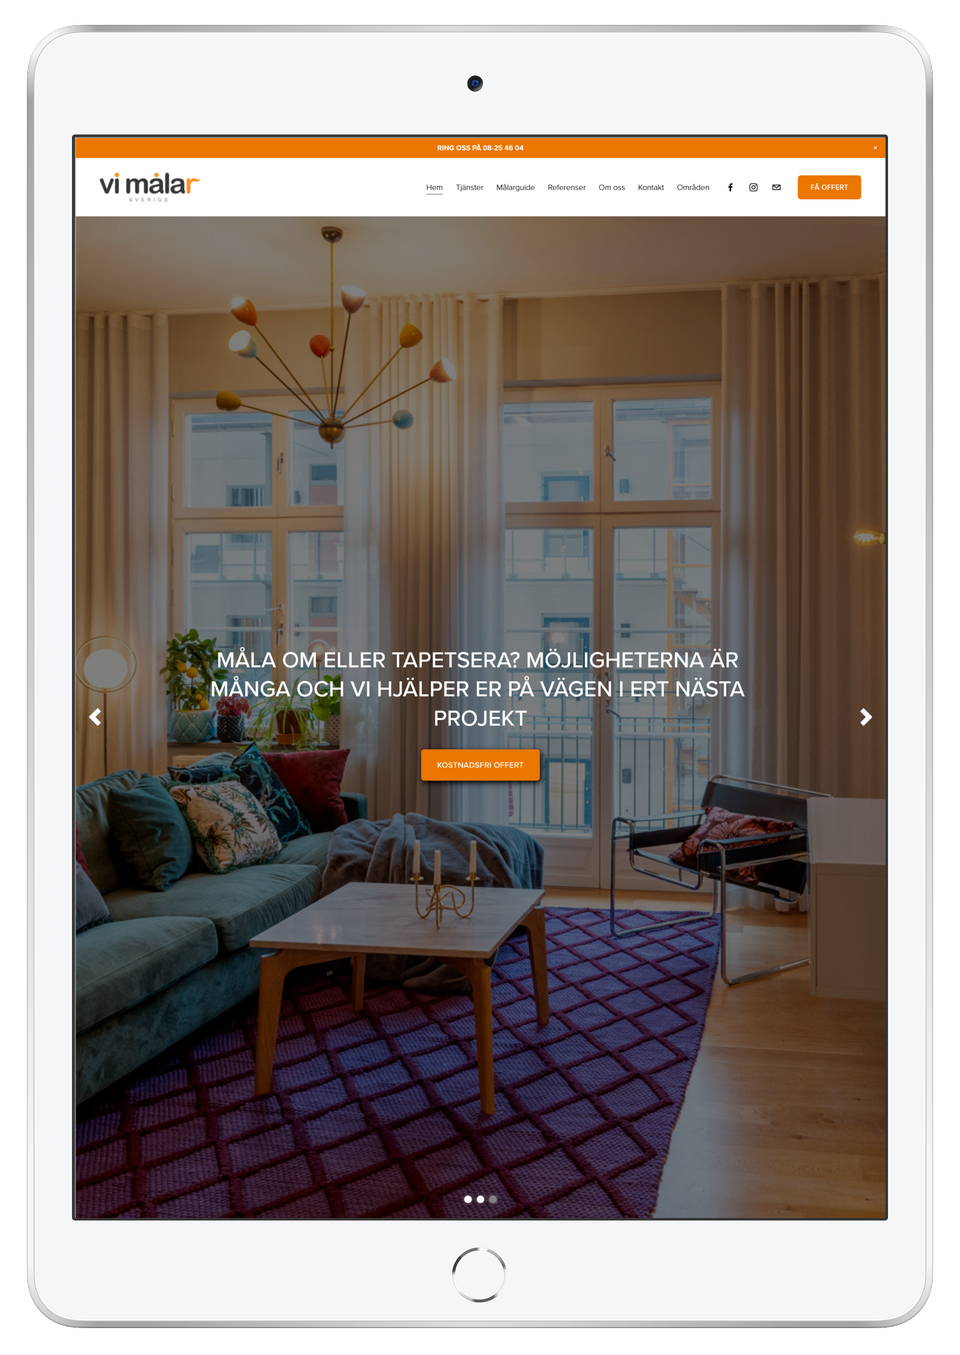 RING OSS PÅ 08-25 46 04
×
vi målar
SVERIGE
Hem Tjänster Målarguide Referenser Om oss Kontakt Områden FÅ OFFERT
MÅLA OM ELLER TAPETSERA? MÖJLIGHETERNA ÄR
MÅNGA OCH VI HJÄLPER ER PÅ VÄGEN I ERT NÄSTA
PROJEKT
KOSTNADSFRI OFFERT